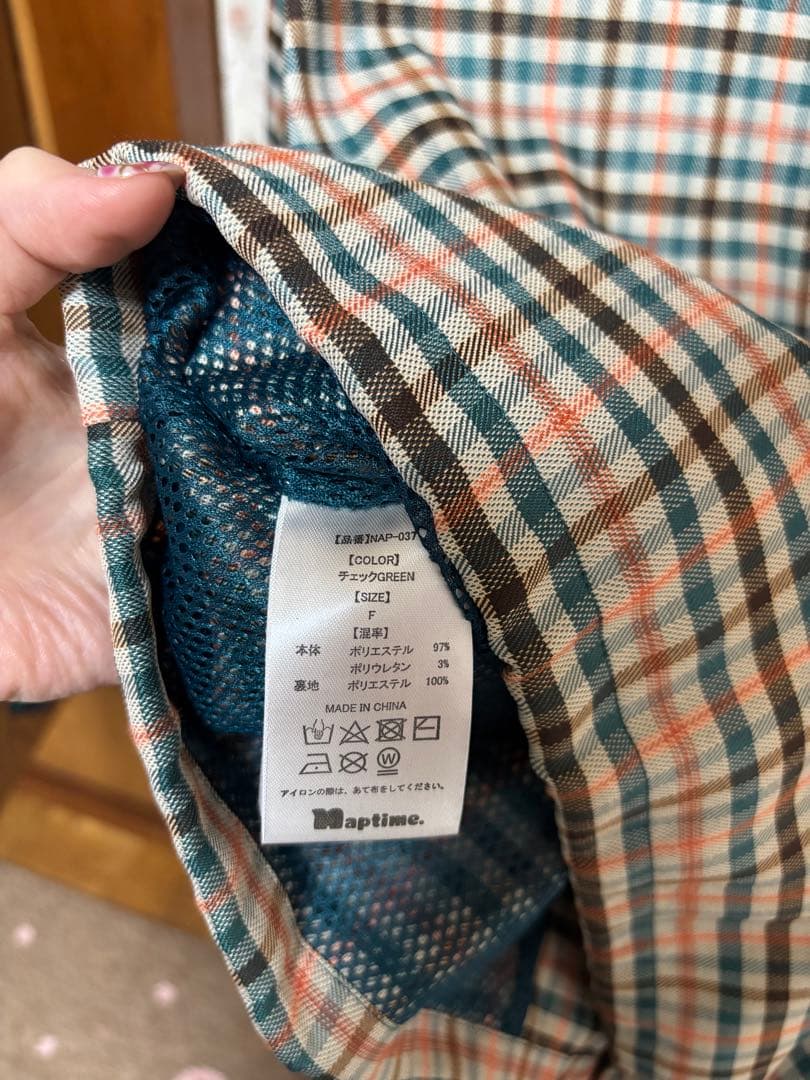 【品番】NAP-037
【COLOR】
チェックGREEN
【SIZE】
F
【混率】
本体 ポリエステル 97%
ポリウレタン 3%
裏地 ポリエステル 100%
MADE IN CHINA
W
アイロンの際は、あて布をしてください。
Maptime.